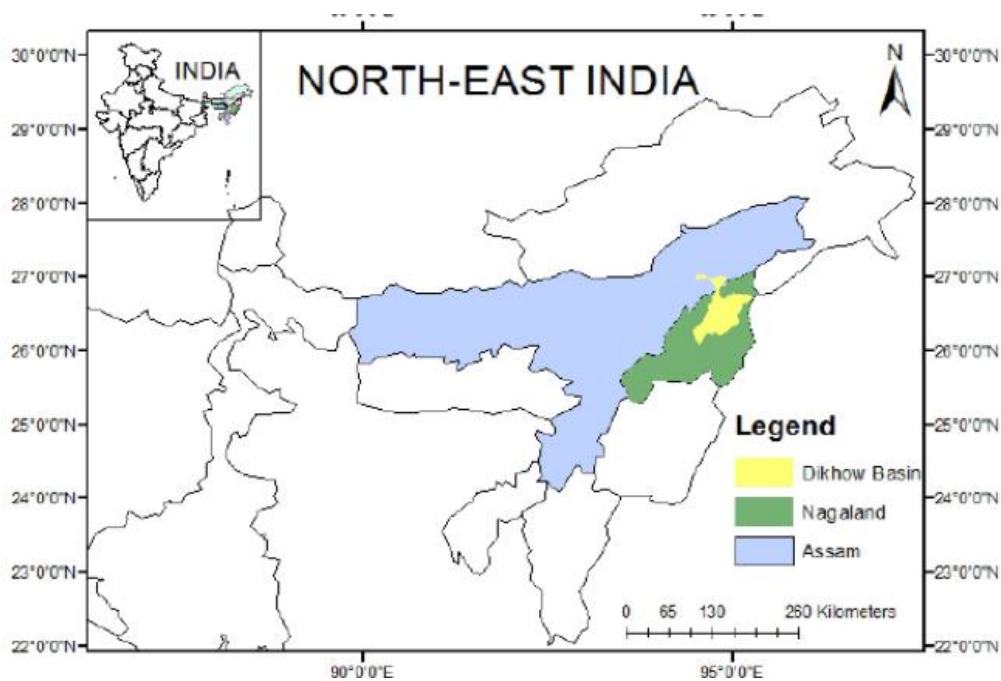 INDIA
NORTH-EAST INDIA
N
30°0'0"N
30°0'0"N
29°0'0"N
29°0'0"N
28°0'0"N
28°0'0"N
27°0'0"N
27°0'0"N
26°0'0"N
26°0'0"N
25°0'0"N
25°0'0"N
24°0'0"N
24°0'0"N
23°0'0"N
23°0'0"N
22°0'0"N
22°0'0"N
Legend
Dikhow Basin
Nagaland
Assam
0 65 130 260 Kilometers
90°0'0"E
95°0'0"E